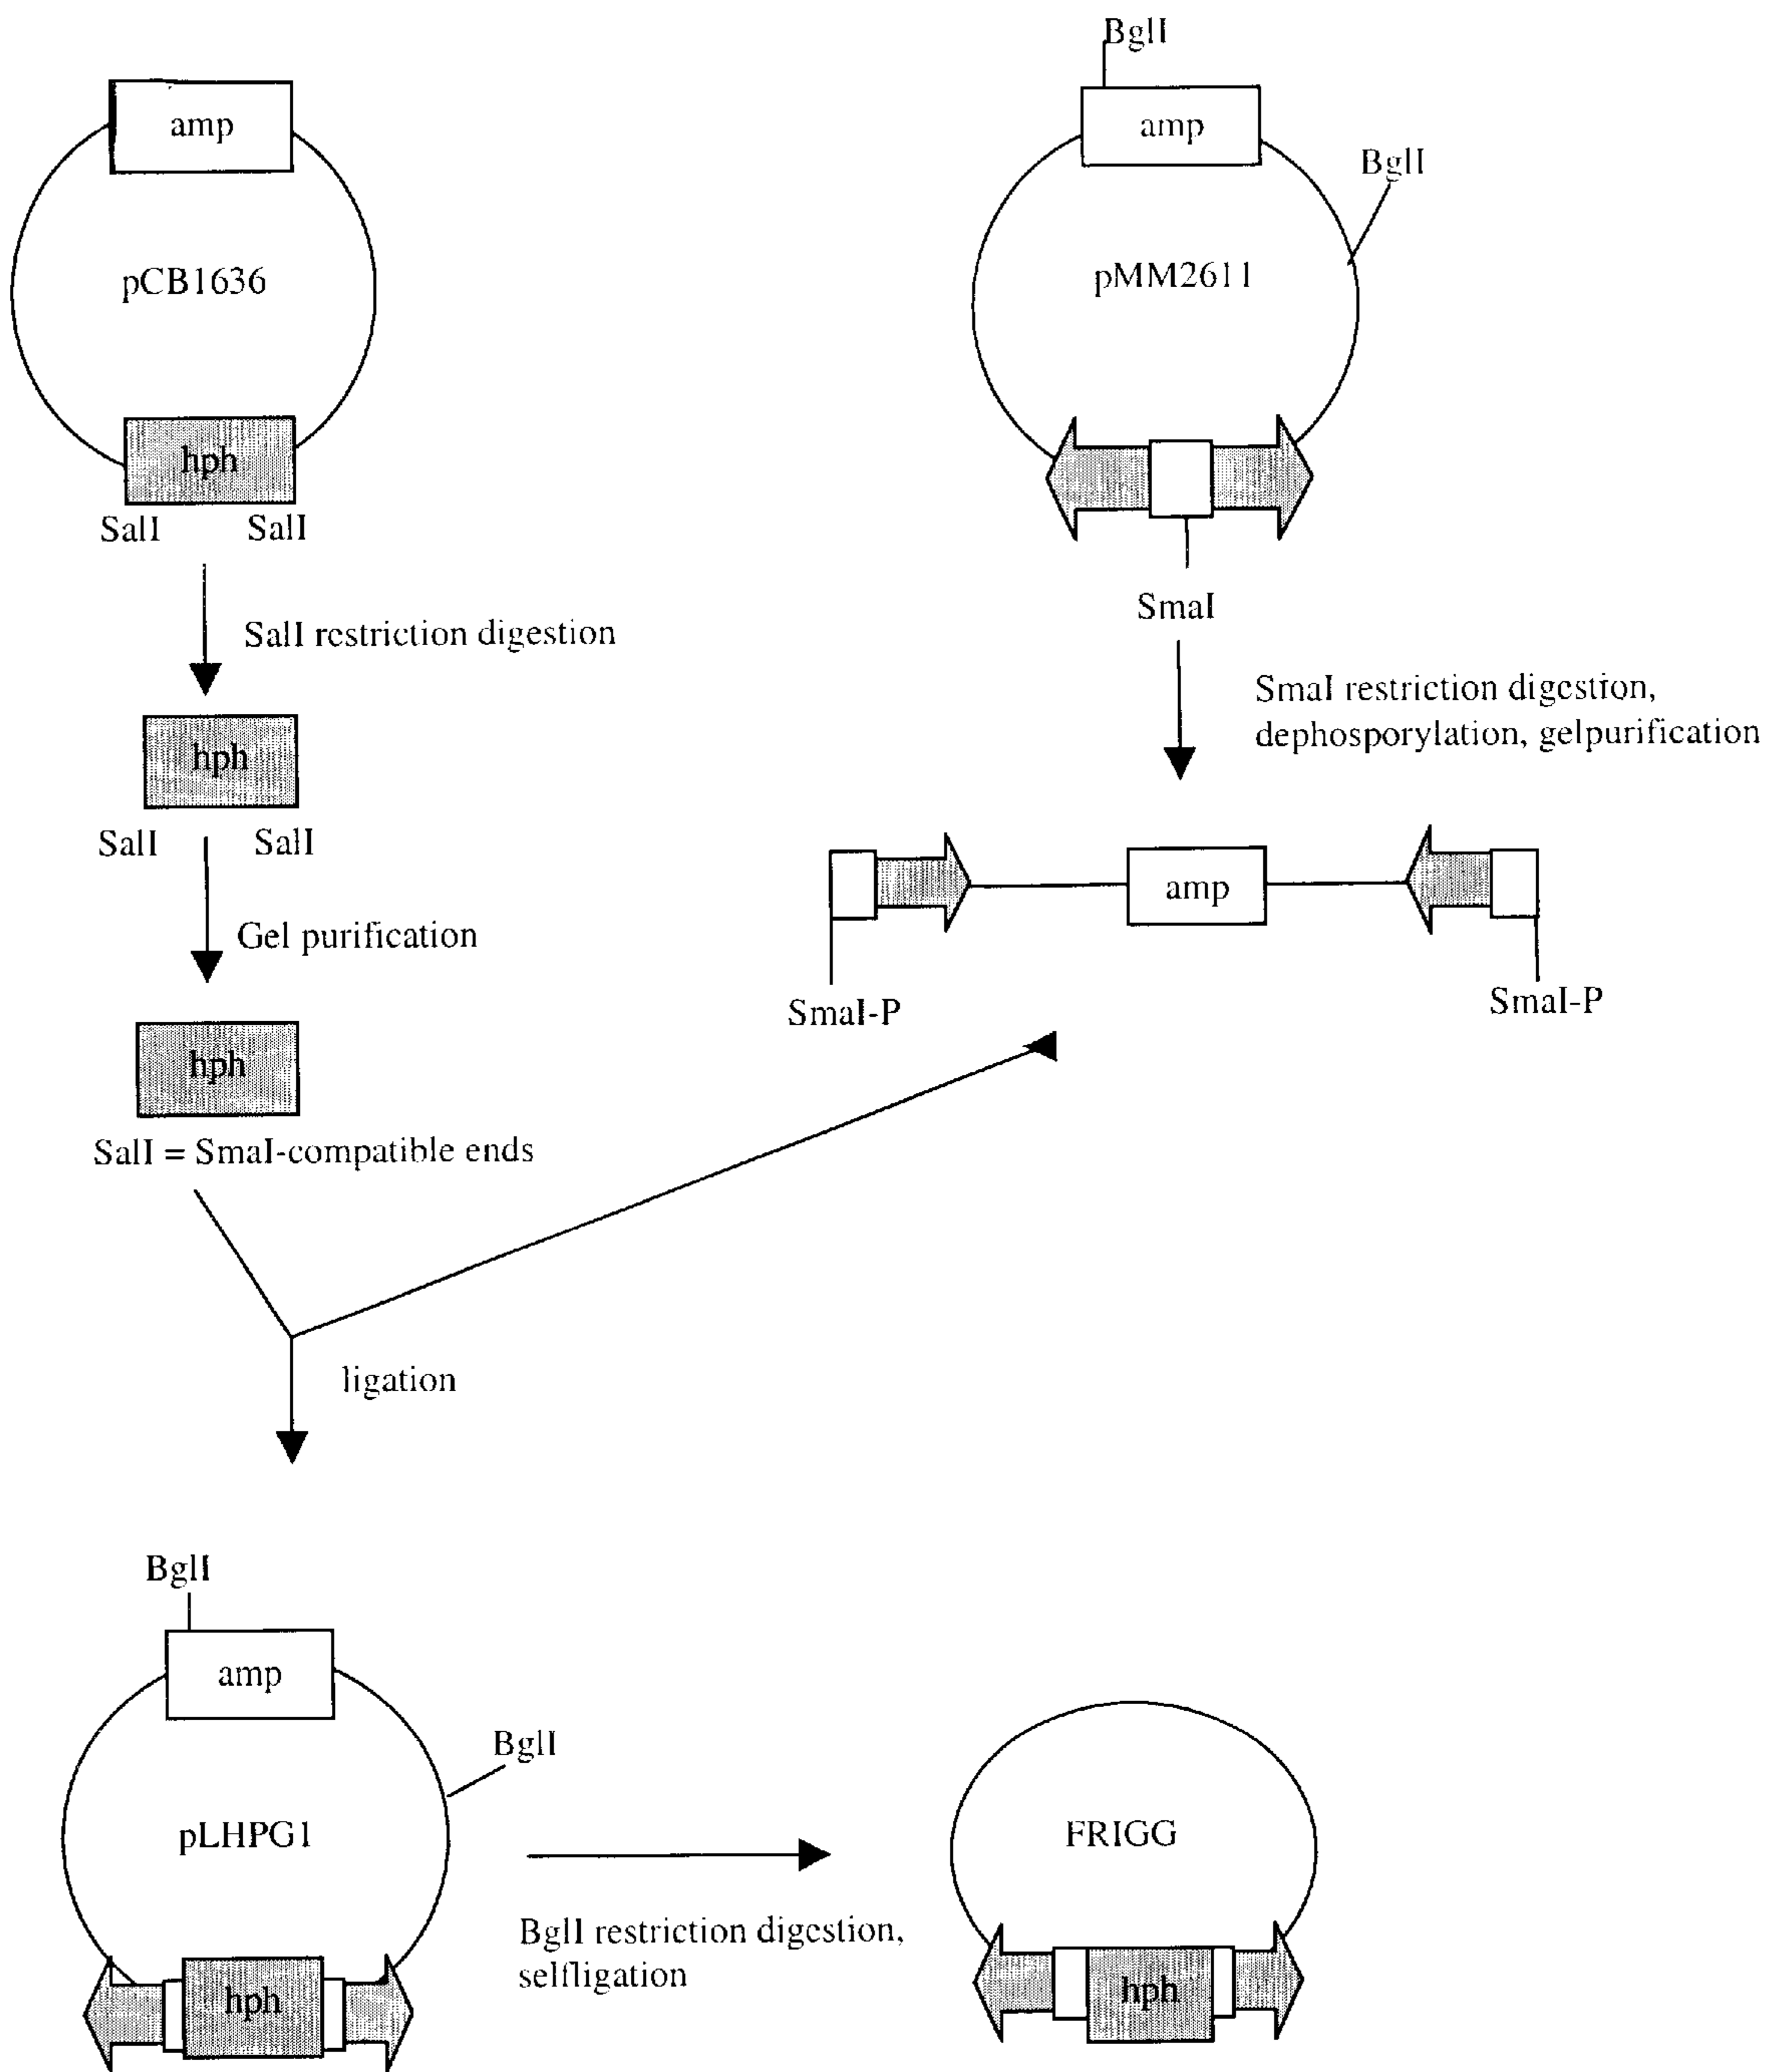 BglI
amp
amp
BglI
pCB1636
pMM2611
hph
SalI SalI
SmaI
SalI restriction digestion
SmaI restriction digestion,
dephosporylation, gelpurification
hph
SalI SalI
amp
Gel purification
SmaI-P
SmaI-P
hph
SalI = SmaI-compatible ends
ligation
BglI
amp
BglI
pLHPG1
FRIGG
BglI restriction digestion,
selfligation
hph
hph